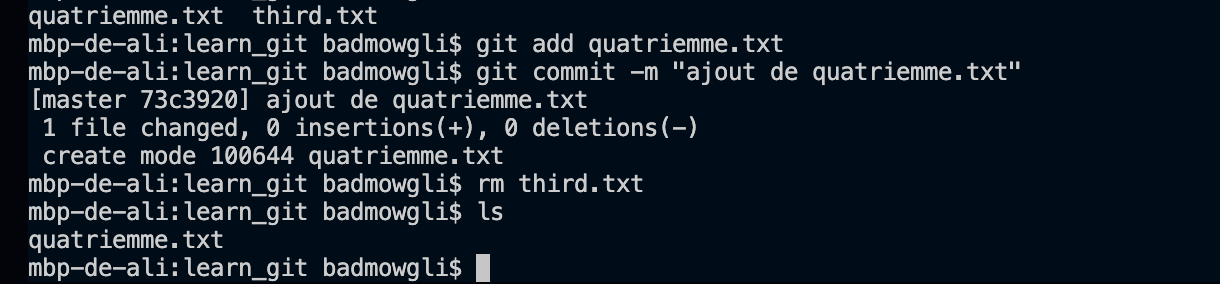 quatriemme.txt  third.txt
mbp-de-ali:learn_git badmowgli$ git add quatriemme.txt
mbp-de-ali:learn_git badmowgli$ git commit -m "ajout de quatriemme.txt"
[master 73c3920] ajout de quatriemme.txt
 1 file changed, 0 insertions(+), 0 deletions(-)
 create mode 100644 quatriemme.txt
mbp-de-ali:learn_git badmowgli$ rm third.txt
mbp-de-ali:learn_git badmowgli$ ls
quatriemme.txt
mbp-de-ali:learn_git badmowgli$